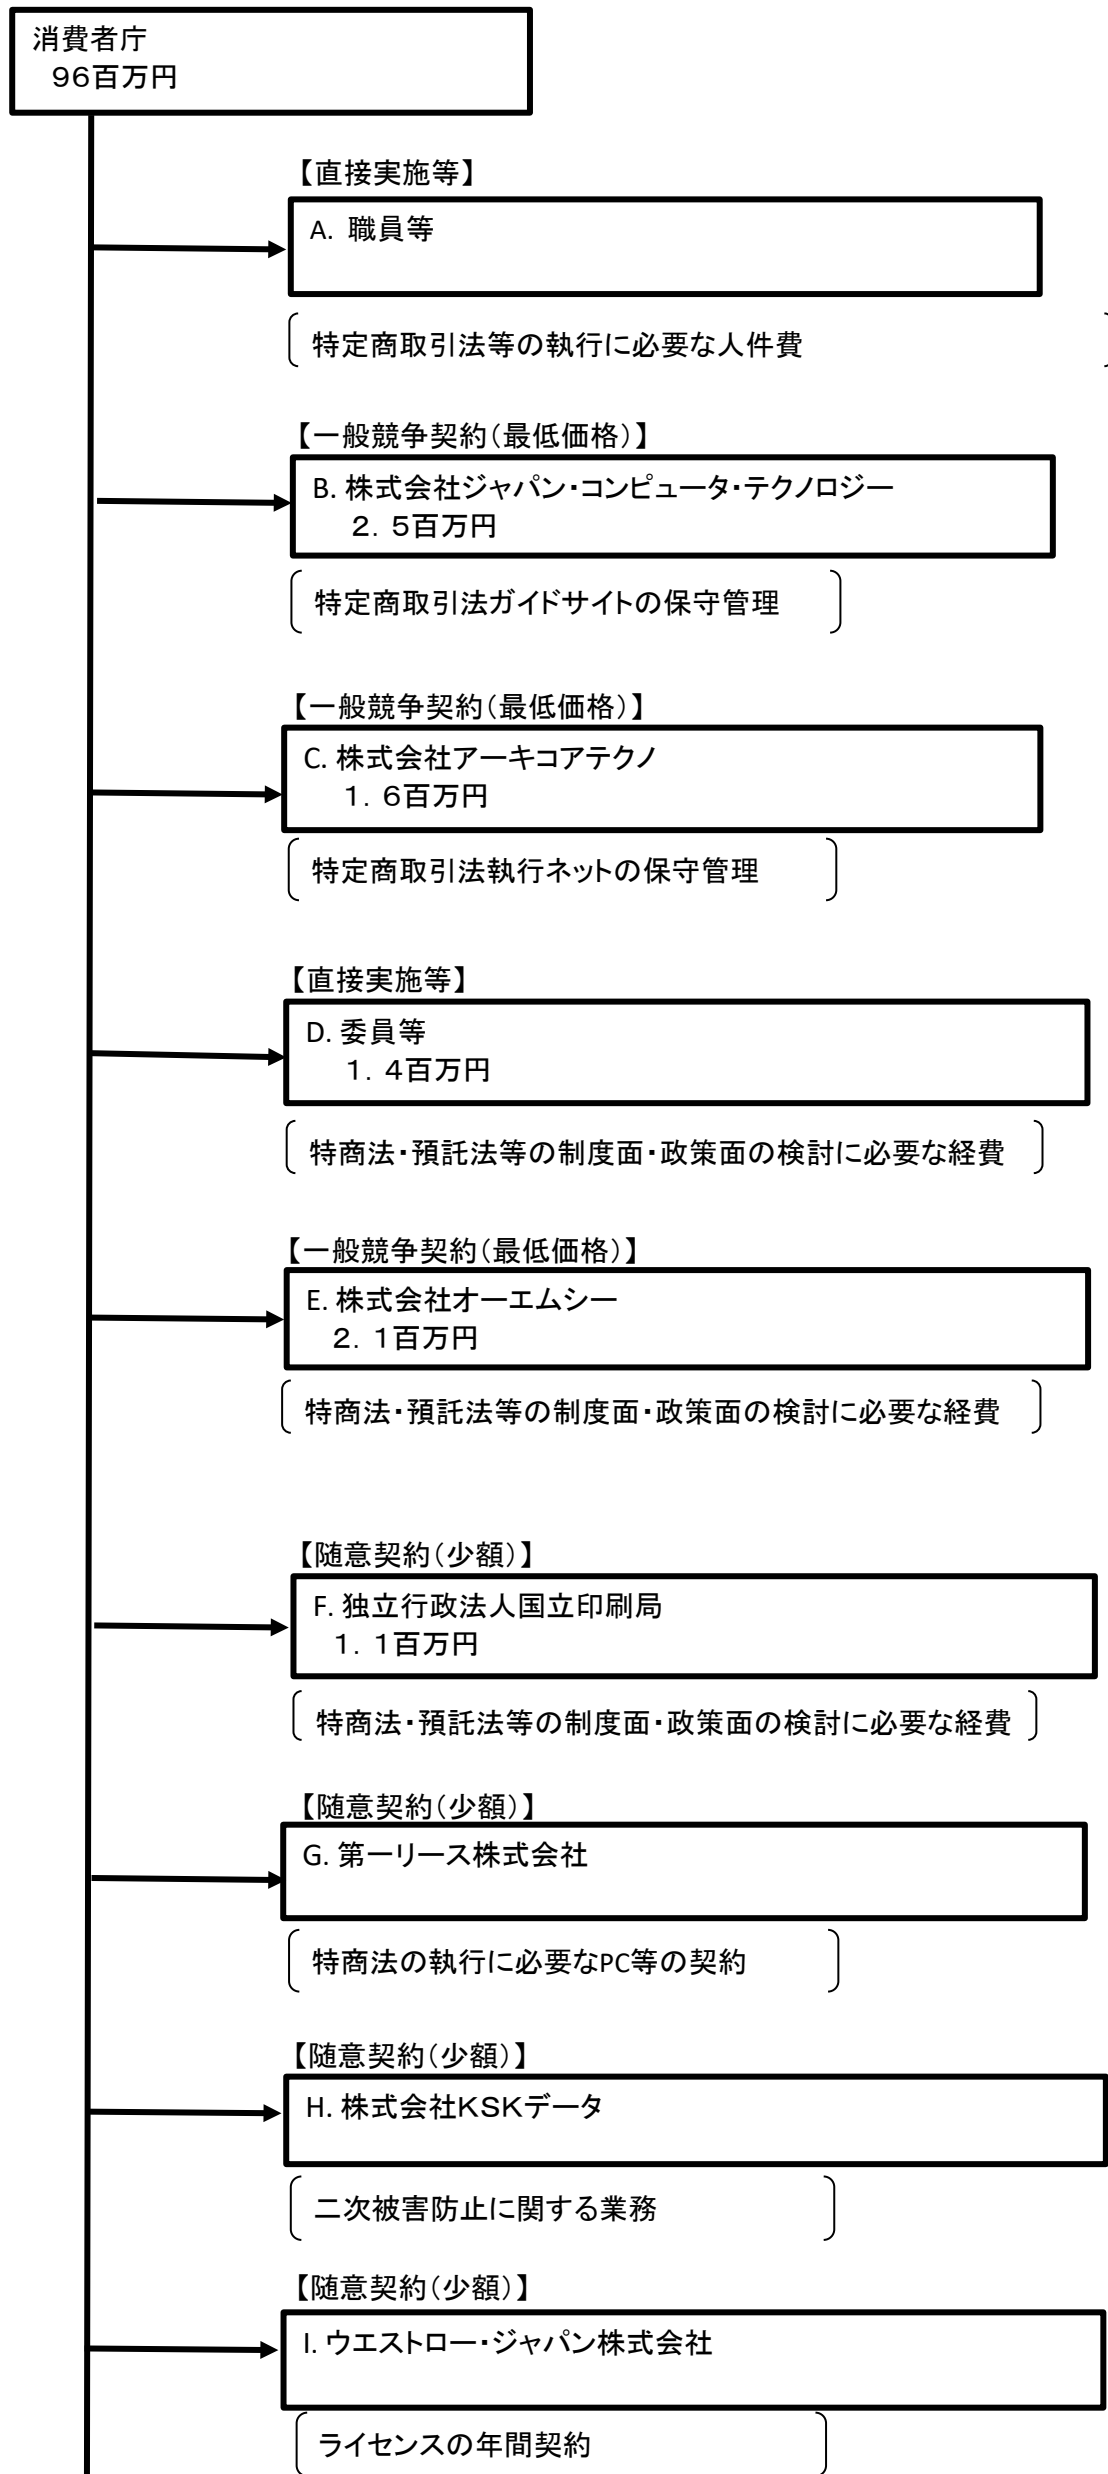 消費者庁
９６百万円
【直接実施等】
A. 職員等
特定商取引法等の執行に必要な人件費
【一般競争契約（最低価格）】
B. 株式会社ジャパン・コンピュータ・テクノロジー
２．５百万円
特定商取引法ガイドサイトの保守管理
【一般競争契約（最低価格）】
C. 株式会社アーキコアテクノ
１．６百万円
特定商取引法執行ネットの保守管理
【直接実施等】
D. 委員等
１．４百万円
特商法・預託法等の制度面・政策面の検討に必要な経費
【一般競争契約（最低価格）】
E. 株式会社オーエムシー
２．１百万円
特商法・預託法等の制度面・政策面の検討に必要な経費
【随意契約（少額）】
F. 独立行政法人国立印刷局
１．１百万円
特商法・預託法等の制度面・政策面の検討に必要な経費
【随意契約（少額）】
G. 第一リース株式会社
特商法の執行に必要なPC等の契約
【随意契約（少額）】
H. 株式会社ＫＳＫデータ
二次被害防止に関する業務
【随意契約（少額）】
I. ウエストロー・ジャパン株式会社
ライセンスの年間契約